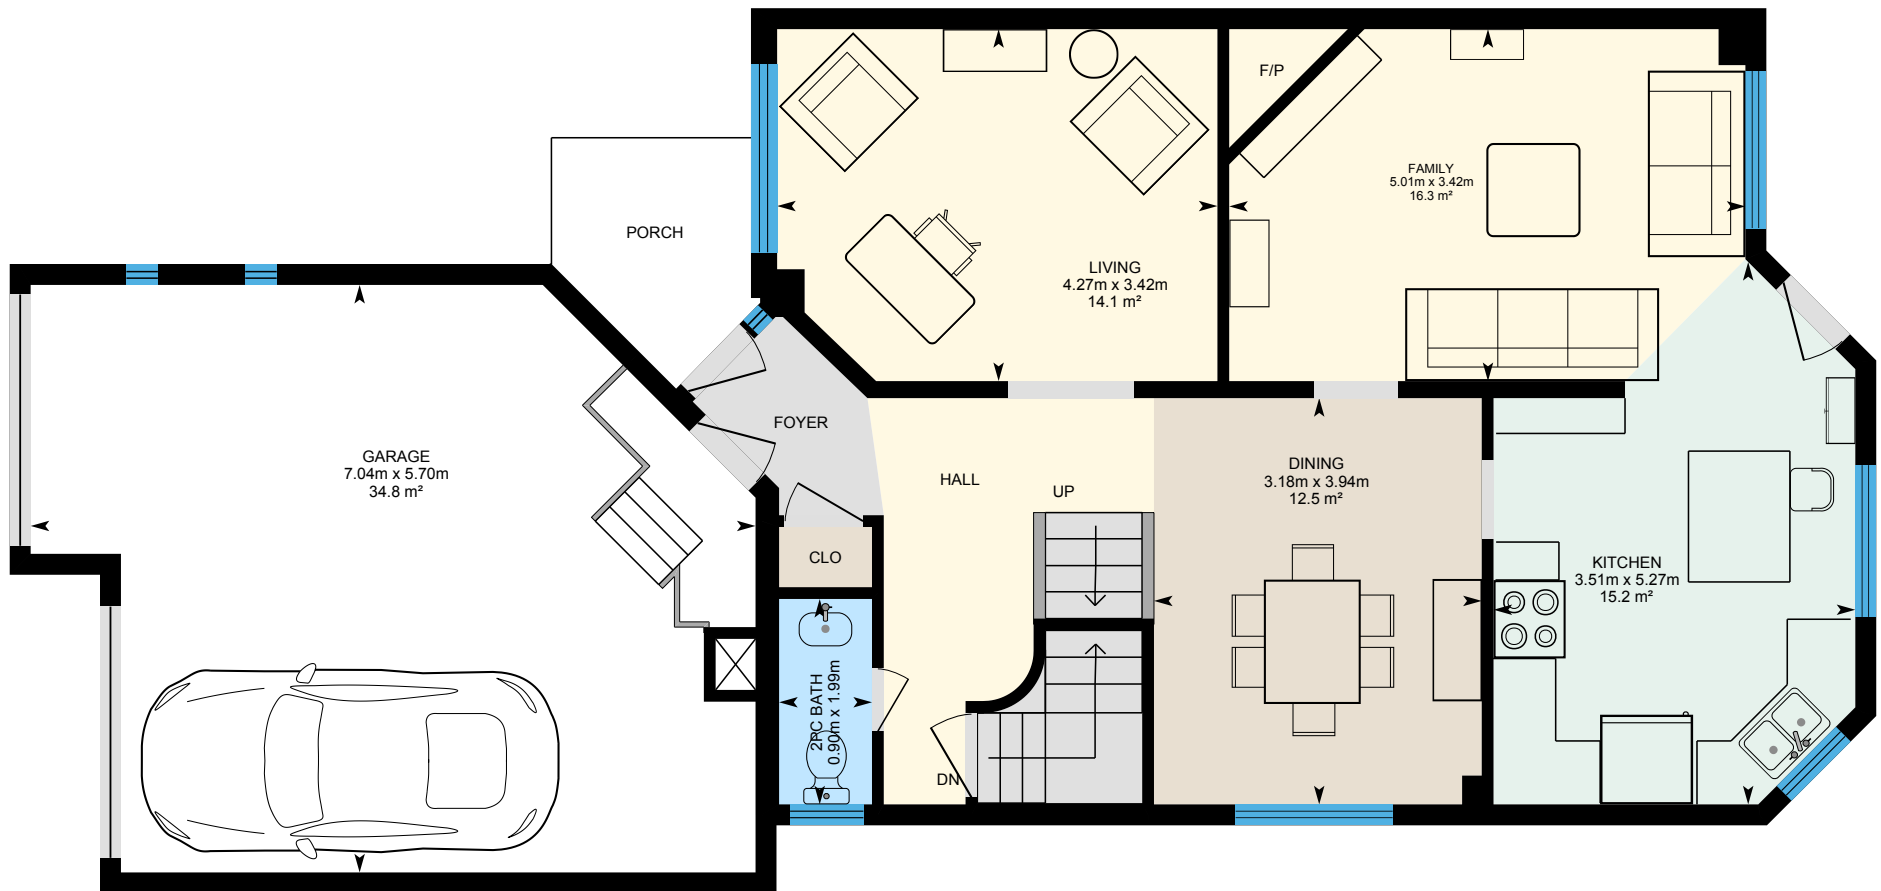 F/P
FAMILY
5.01m x 3.42m
16.3 m²
PORCH
LIVING
4.27m x 3.42m
14.1 m²
FOYER
GARAGE
7.04m x 5.70m
34.8 m²
HALL
UP
DINING
3.18m x 3.94m
12.5 m²
CLO
KITCHEN
3.51m x 5.27m
15.2 m²
2PC BATH
0.90m x 1.99m
DN